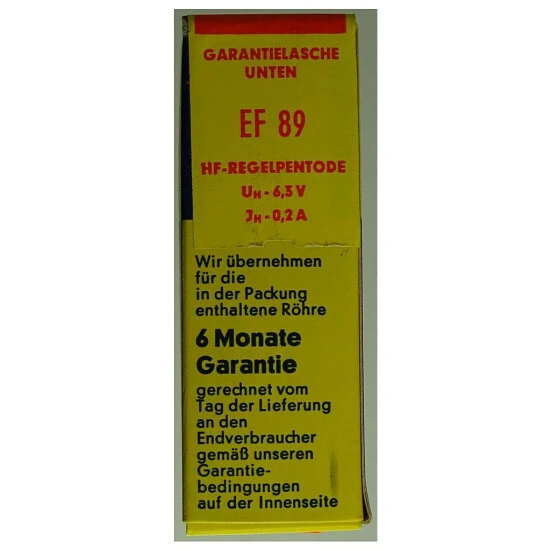 GARANTIELASCHE
UNTEN
EF 89
HF-REGELPENTODE
UH - 6,3 V
JH - 0,2 A
Wir übernehmen
für die
in der Packung
enthaltene Röhre
6 Monate
Garantie
gerechnet vom
Tag der Lieferung
an den
Endverbraucher
gemäß unseren
Garantie-
bedingungen
auf der Innenseite